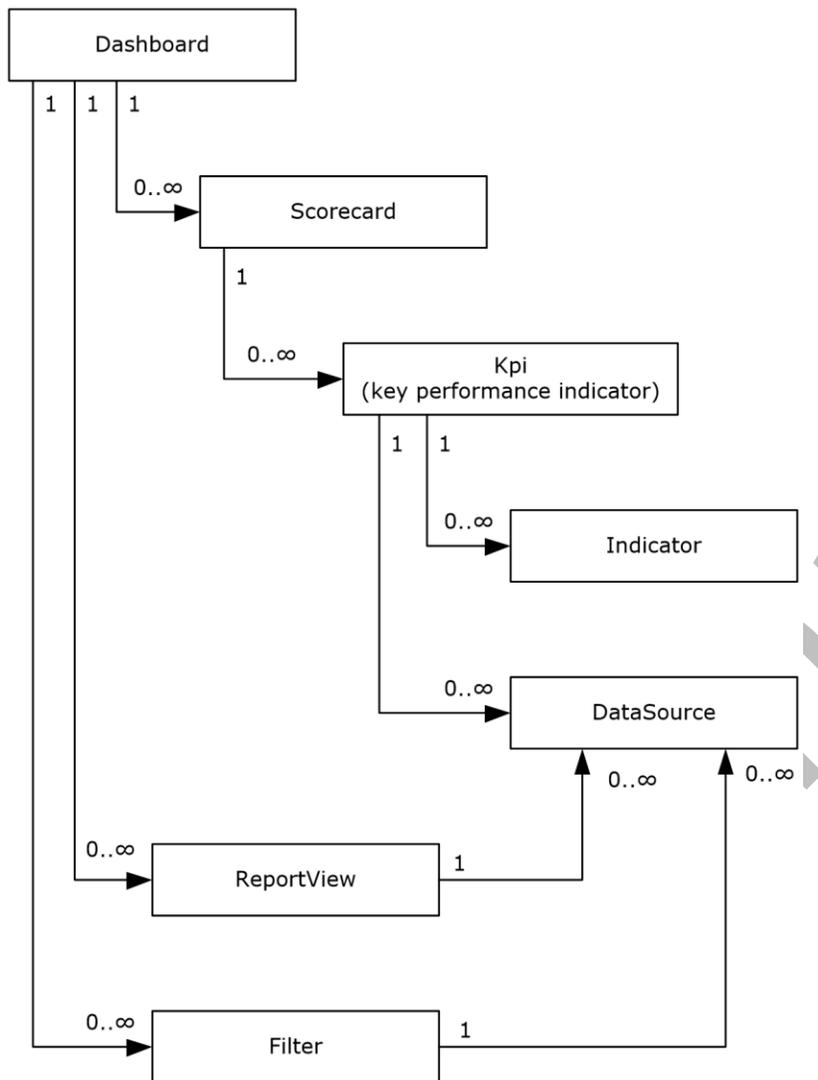 Dashboard
1 1 1
0..∞
Scorecard
1
0..∞
Kpi
(key performance indicator)
1 1
0..∞
Indicator
0..∞
DataSource
0..∞ 0..∞
0..∞
ReportView
1
0..∞
Filter
1